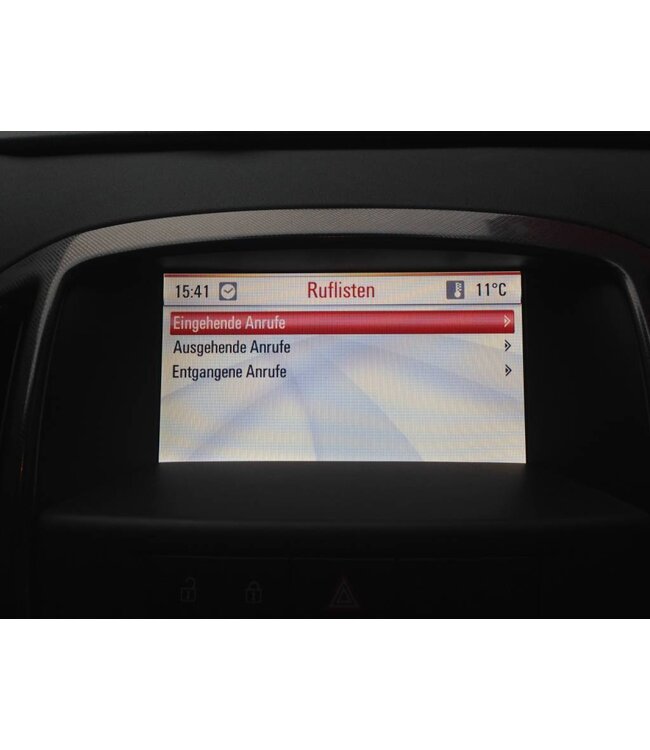 15:41 Ruflisten 11°C
Eingehende Anrufe
Ausgehende Anrufe
Entgangene Anrufe